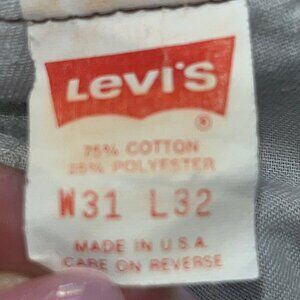 Levi's
®
75% COTTON
25% POLYESTER
W31 L32
MADE IN U.S.A.
CARE ON REVERSE